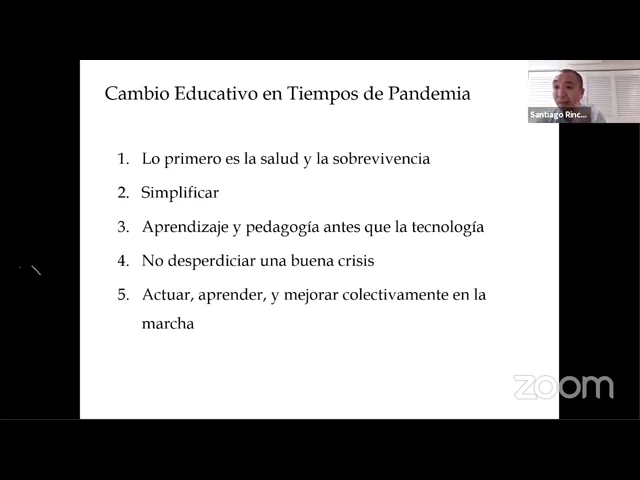 Cambio Educativo en Tiempos de Pandemia
Santiago Rinc...
1. Lo primero es la salud y la sobrevivencia
2. Simplificar
3. Aprendizaje y pedagogía antes que la tecnología
4. No desperdiciar una buena crisis
5. Actuar, aprender, y mejorar colectivamente en la
marcha
zoom